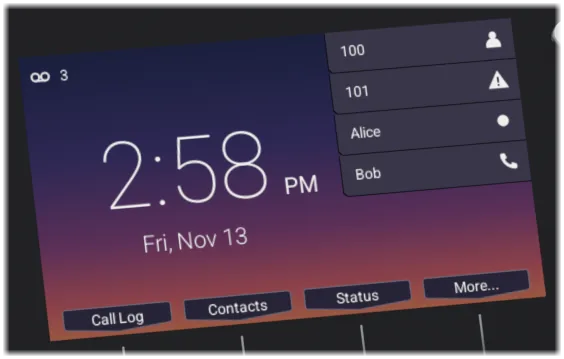 3
100
101
Alice
Bob
2:58 PM
Fri, Nov 13
Call Log
Contacts
Status
More...